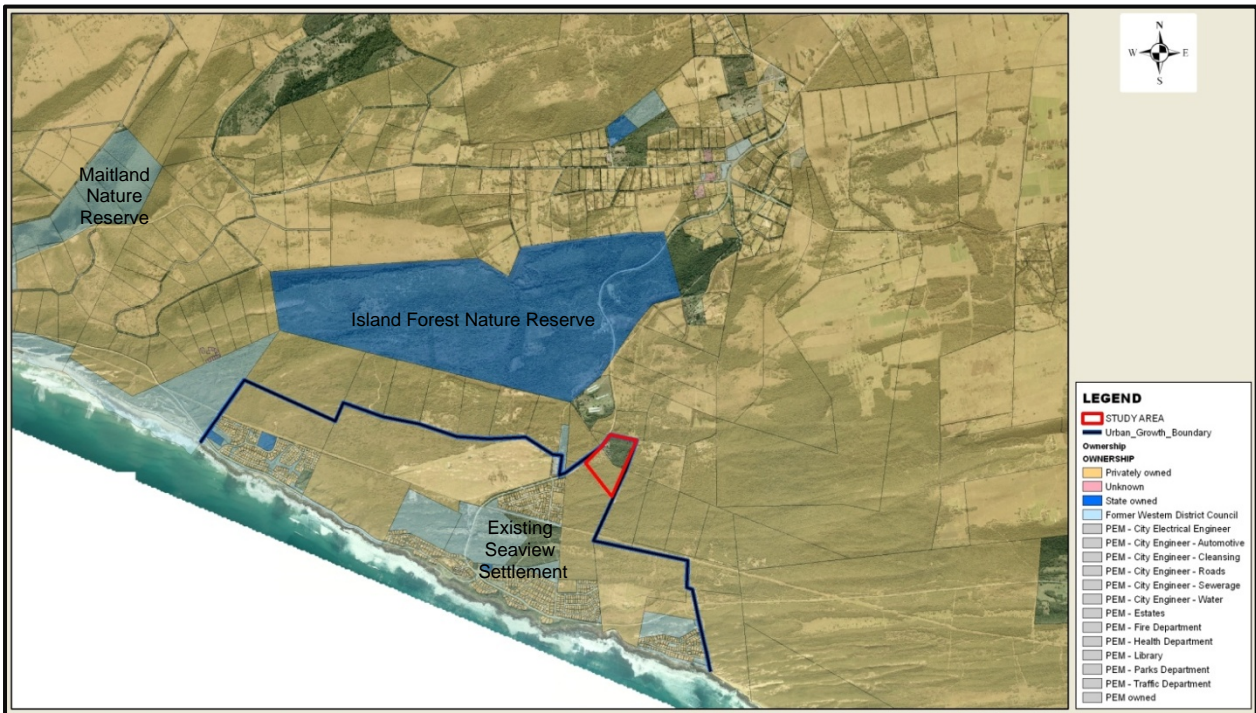 N
W E
S
Maitland
Nature
Reserve
Island Forest Nature Reserve
Existing
Seaview
Settlement
LEGEND
STUDY AREA
Urban_Growth_Boundary
Ownership
OWNERSHIP
Privately owned
Unknown
State owned
Former Western District Council
PEM - City Electrical Engineer
PEM - City Engineer - Automotive
PEM - City Engineer - Cleansing
PEM - City Engineer - Roads
PEM - City Engineer - Sewerage
PEM - City Engineer - Water
PEM - Estates
PEM - Fire Department
PEM - Health Department
PEM - Library
PEM - Parks Department
PEM - Traffic Department
PEM owned